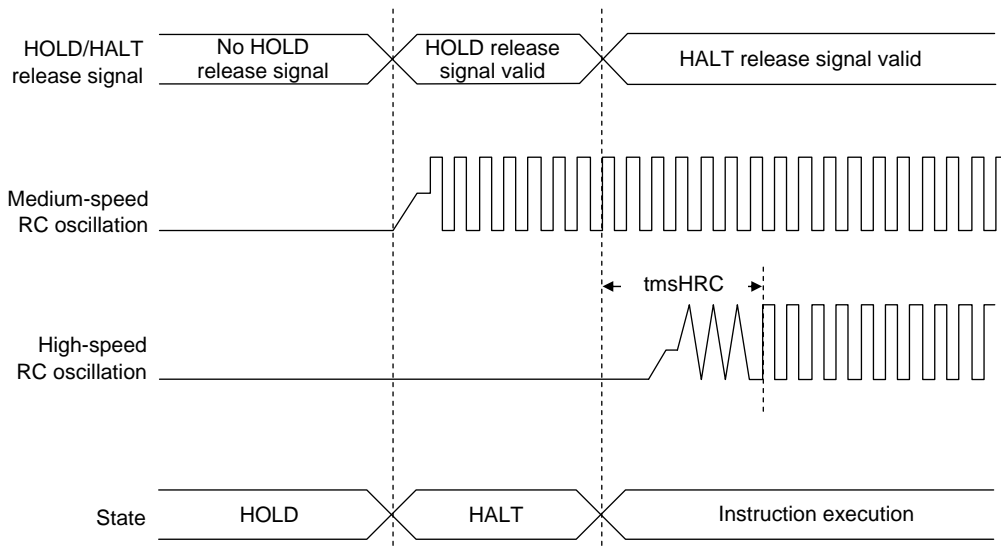 HOLD/HALT
release signal
No HOLD
release signal
HOLD release
signal valid
HALT release signal valid
Medium-speed
RC oscillation
tmsHRC
High-speed
RC oscillation
State
HOLD
HALT
Instruction execution